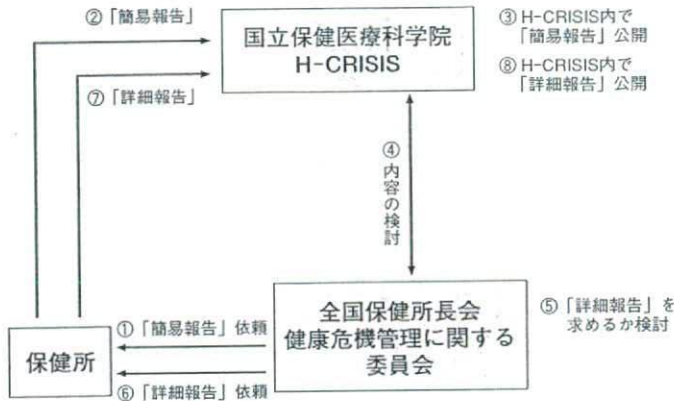 ②「簡易報告」
国立保健医療科学院
H-CRISIS
③ H-CRISIS内で
「簡易報告」公開
⑦「詳細報告」
⑧ H-CRISIS内で
「詳細報告」公開
④
内容の検討
全国保健所長会
健康危機管理に関する
委員会
⑤「詳細報告」を
求めるか検討
①「簡易報告」依頼
保健所
⑥「詳細報告」依頼